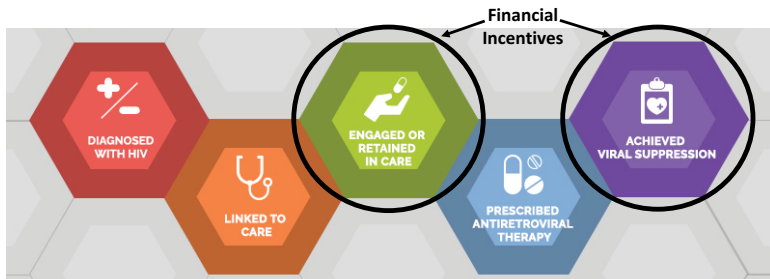 Financial
Incentives
DIAGNOSED
WITH HIV
LINKED TO
CARE
ENGAGED OR
RETAINED
IN CARE
PRESCRIBED
ANTIRETROVIRAL
THERAPY
ACHIEVED
VIRAL SUPPRESSION